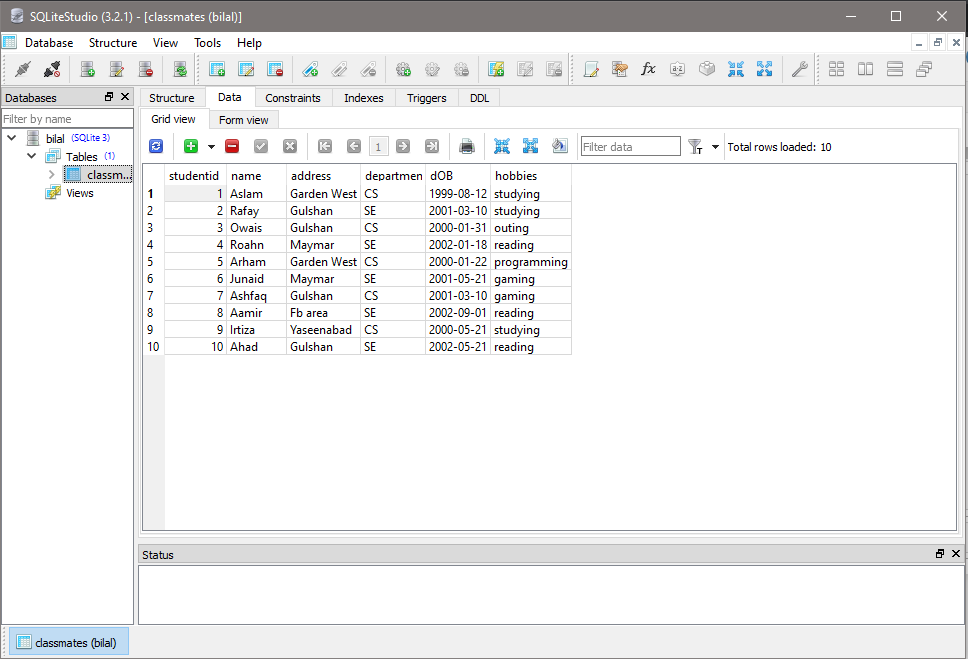 SQLiteStudio (3.2.1) - [classmates (bilal)]
Database Structure View Tools Help
Databases
Structure Data Constraints Indexes Triggers DDL
Filter by name
Grid view Form view
bilal (SQLite 3)
Tables (1)
classm...
Views
1 Filter data Total rows loaded: 10
studentid name address departmen dOB hobbies
1 1 Aslam Garden West CS 1999-08-12 studying
2 2 Rafay Gulshan SE 2001-03-10 studying
3 3 Owais Gulshan CS 2000-01-31 outing
4 4 Roahn Maymar SE 2002-01-18 reading
5 5 Arham Garden West CS 2000-01-22 programming
6 6 Junaid Maymar SE 2001-05-21 gaming
7 7 Ashfaq Gulshan CS 2001-03-10 gaming
8 8 Aamir Fb area SE 2002-09-01 reading
9 9 Irtiza Yaseenabad CS 2000-05-21 studying
10 10 Ahad Gulshan SE 2002-05-21 reading
Status
classmates (bilal)